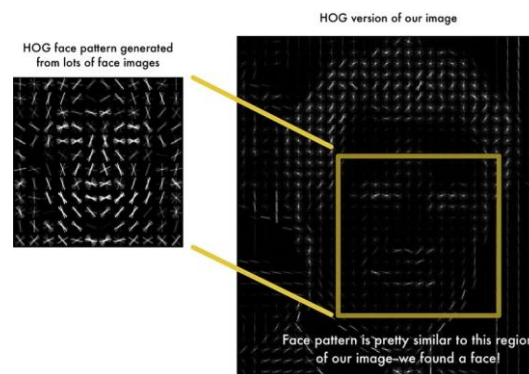 HOG version of our image
HOG face pattern generated
from lots of face images
Face pattern is pretty similar to this region
of our image–we found a face!